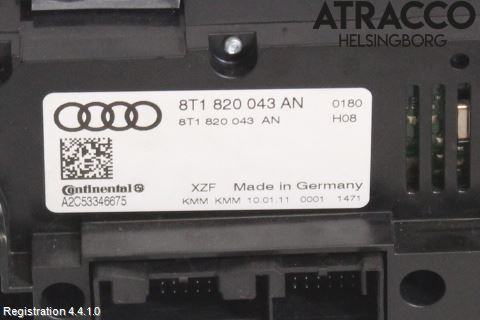 ATRACCO
HELSINGBORG
8T1 820 043 AN 0180
8T1 820 043 AN H08
Continental
A2C53346675
XZF Made in Germany
KMM KMM 10.01.11 0001 1471
Registration 4.4.1.0